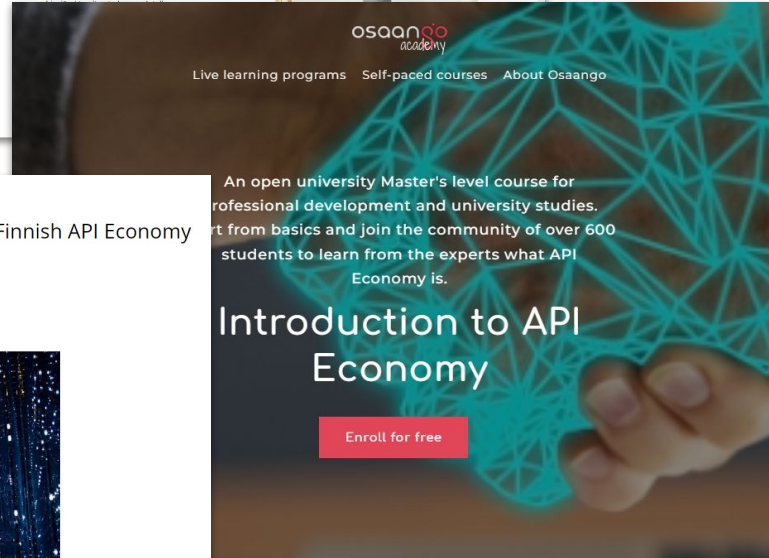 osaango
academy
Live learning programs Self-paced courses About Osaango
An open university Master's level course for
rofessional development and university studies.
rt from basics and join the community of over 600
students to learn from the experts what API
Economy is.
Introduction to API
Economy
Enroll for free
Finnish API Economy